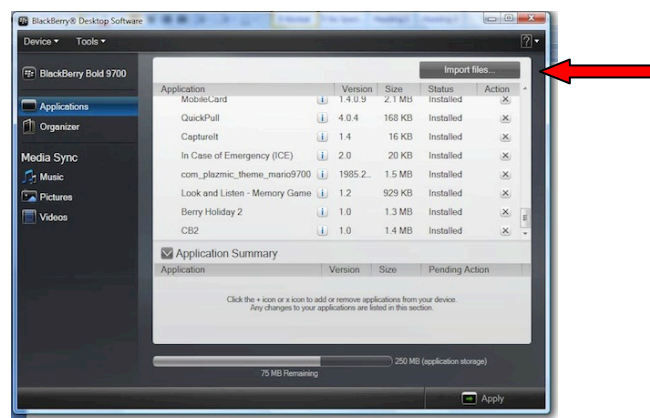 BlackBerry® Desktop Software
Device Tools ?
BlackBerry Bold 9700
Applications
Organizer
Media Sync
Music
Pictures
Videos
Import files...
Application Version Size Status Action
MobileCard i 1.4.0.9 2.1 MB Installed X
QuickPull i 4.0.4 168 KB Installed X
CaptureIt i 1.4 16 KB Installed X
In Case of Emergency (ICE) i 2.0 20 KB Installed X
com_plazmic_theme_mario9700 i 1985.2.. 1.5 MB Installed X
Look and Listen - Memory Game i 1.2 929 KB Installed X
Berry Holiday 2 i 1.0 1.3 MB Installed X
CB2 i 1.0 1.4 MB Installed X
Application Summary
Application Version Size Pending Action
Click the + icon or x icon to add or remove applications from your device.
Any changes to your applications are listed in this section.
250 MB (application storage)
75 MB Remaining
Apply